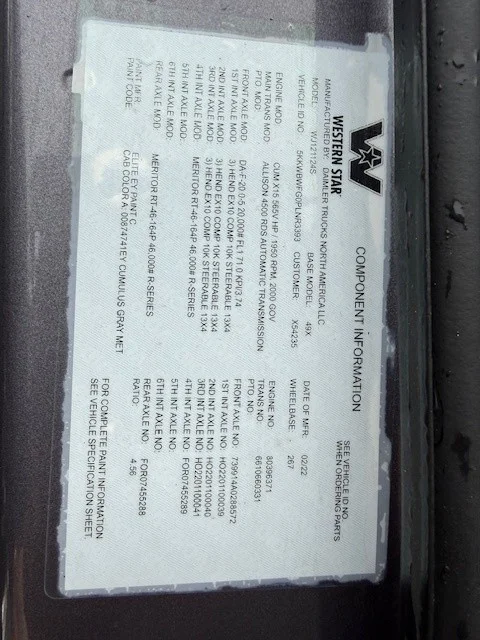 WESTERN STAR
COMPONENT INFORMATION
SEE VEHICLE ID NO.
WHEN ORDERING PARTS
MANUFACTURED BY: DAIMLER TRUCKS NORTH AMERICA LLC
MODEL: WJ121124S BASE MODEL: 49X DATE OF MFR: 02/22
VEHICLE ID NO. 5KKWBWFG0PLNR3393 CUSTOMER: X54235 WHEELBASE: 267
ENGINE MOD: CUM X15 565V HP / 1950 RPM, 2000 GOV ENGINE NO: 80396371
MAIN TRANS MOD: ALLISON 4500 RDS AUTOMATIC TRANSMISSION TRANS NO: 6610660331
PTO. MOD: PTO. NO:
FRONT AXLE MOD: DA-F-20.0-5 20,000# FL1 71.0 KPI/3.74 FRONT AXLE NO: 739914A0288572
1ST INT AXLE MOD: 3) HEND EX10 COMP 10K STEERABLE 13X4 1ST INT AXLE NO: HO2201100039
2ND INT AXLE MOD: 3) HEND EX10 COMP 10K STEERABLE 13X4 2ND INT AXLE NO: HO2201100040
3RD INT AXLE MOD: 3) HEND EX10 COMP 10K STEERABLE 13X4 3RD INT AXLE NO: HO2201100041
4TH INT AXLE MOD: MERITOR RT-46-164P 46,000# R-SERIES 4TH INT AXLE NO: FOR07455289
5TH INT AXLE MOD: 5TH INT AXLE NO:
6TH INT AXLE MOD: 6TH INT AXLE NO:
REAR AXLE MOD: MERITOR RT-46-164P 46,000# R-SERIES REAR AXLE NO: FOR07455288
RATIO: 4.56
PAINT MFR: ELITE EY PAINT C
PAINT CODE: CAB COLOR A: 00874741EY CUMULUS GRAY MET
FOR COMPLETE PAINT INFORMATION
SEE VEHICLE SPECIFICATION SHEET.